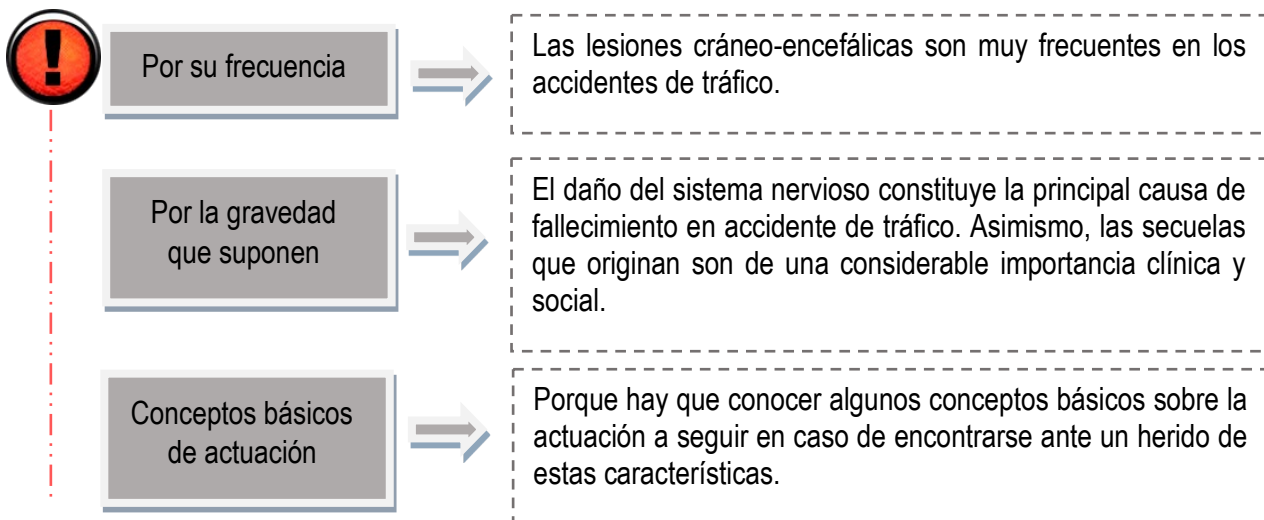 Por su frecuencia
Las lesiones cráneo-encefálicas son muy frecuentes en los
accidentes de tráfico.
Por la gravedad
que suponen
El daño del sistema nervioso constituye la principal causa de
fallecimiento en accidente de tráfico. Asimismo, las secuelas
que originan son de una considerable importancia clínica y
social.
Conceptos básicos
de actuación
Porque hay que conocer algunos conceptos básicos sobre la
actuación a seguir en caso de encontrarse ante un herido de
estas características.